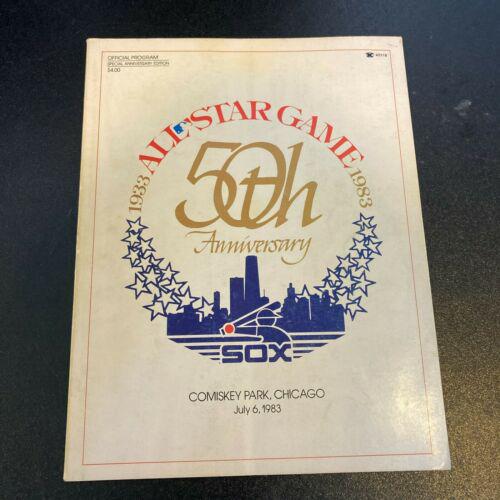 OFFICIAL PROGRAM
SPECIAL ANNIVERSARY EDITION
$4.00
1933 ALL STAR GAME 1983
50th
Anniversary
SOX
COMISKEY PARK, CHICAGO
July 6, 1983